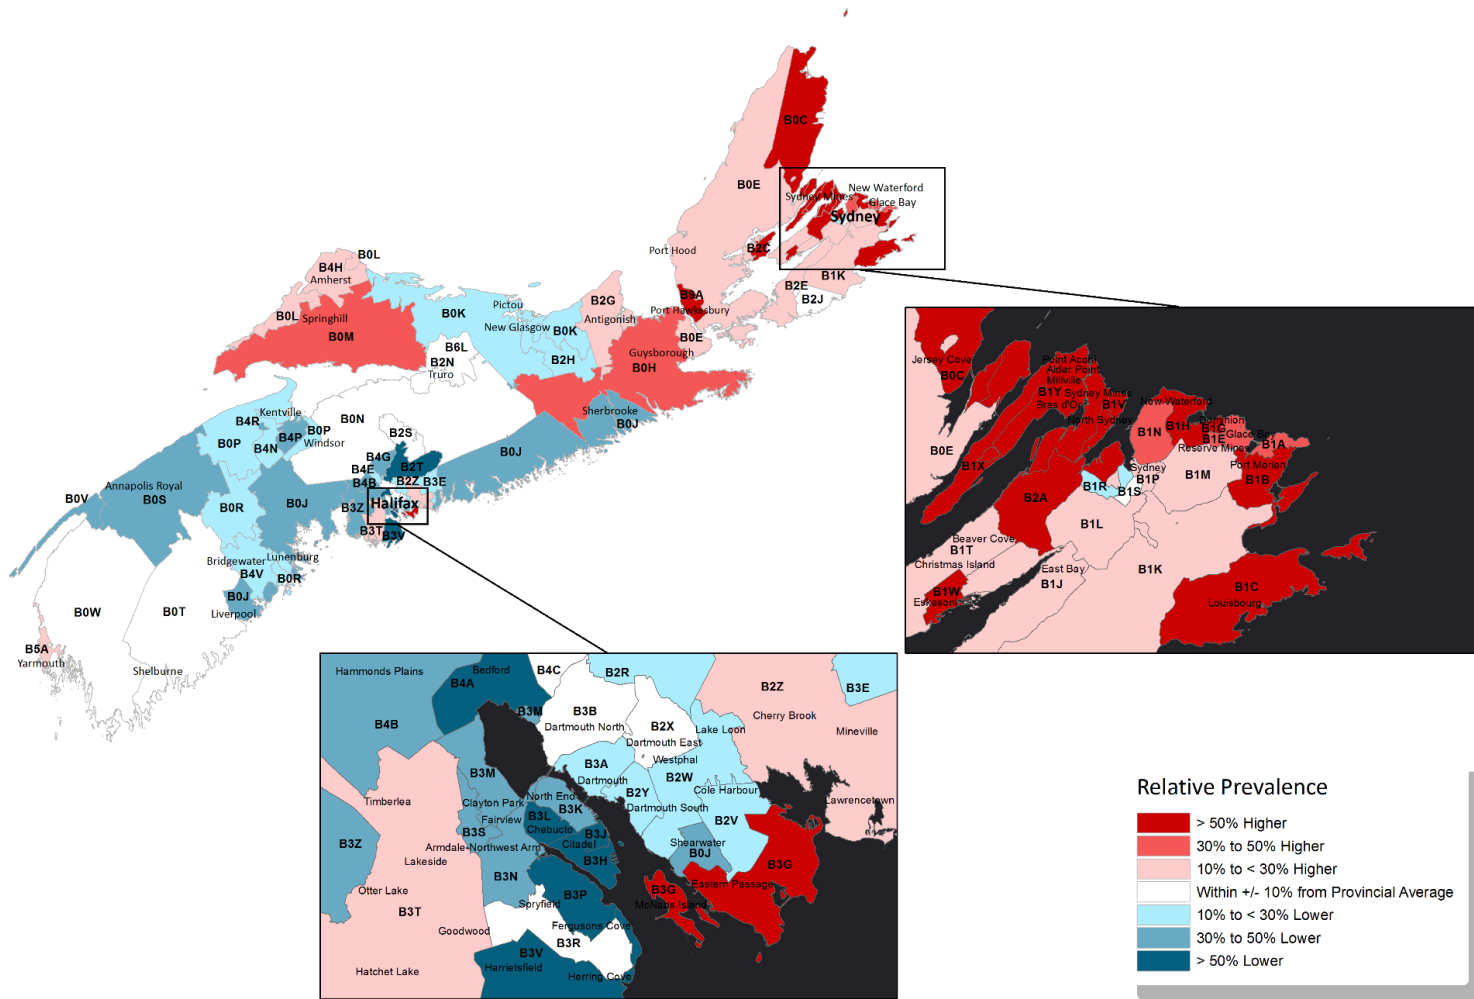 B0C
B0E
New Waterford
Sydney Mines
Glace Bay
Sydney
B2C
Port Hood
B1K
B2E
B2J
B9A
Port Hawkesbury
B0E
B0L
B4H
Amherst
B0L
Springhill
B0M
Pictou
B0K
New Glasgow
B0K
B2H
B2G
Antigonish
Guysborough
B0H
B6L
B2N
Truro
Sherbrooke
B0J
Kentville
B4R
B0P
B4P
B0P
Windsor
B4N
B0N
B2S
B4G
B2T
B0J
B4E
B4B
B2Z
B3E
Halifax
B3Z
B3T
B3V
Annapolis Royal
B0V
B0S
B0R
B0J
Bridgewater
Lunenburg
B4V
B0R
B0J
Liverpool
B0W
B0T
B5A
Yarmouth
Shelburne
Jersey Cove
B0C
Point Aconi
Alder Point
Millville
B1Y
Sydney Mines
Bras d'Or
B1V
North Sydney
New Waterford
B1N
B1H
Dominion
B1G
Glace Bay
B1E
B1A
Reserve Mines
B0E
B1X
Sydney
B1P
B1M
Port Morien
B1B
B2A
B1R
B1S
B1L
Beaver Cove
B1T
Christmas Island
East Bay
B1J
B1K
B1W
Eskasoni
B1C
Louisbourg
Hammonds Plains
Bedford
B4A
B4C
B2R
B2Z
B3E
B3M
B3B
Dartmouth North
B2X
Cherry Brook
B4B
Lake Loon
Mineville
Dartmouth East
Westphal
B3M
B3A
Dartmouth
B2W
Cole Harbour
Timberlea
Clayton Park
North End
B2Y
Lawrencetown
B3K
Dartmouth South
B3L
Fairview
B2V
B3S
Chebucto
B3J
Citadel
Shearwater
B3Z
Armdale-Northwest Arm
B0J
Lakeside
B3H
B3G
B3N
B3P
B3G
Eastern Passage
Otter Lake
Spryfield
McNabs Island
B3T
Goodwood
Fergusons Cove
B3R
B3V
Harrietsfield
Hatchet Lake
Herring Cove
Relative Prevalence
> 50% Higher
30% to 50% Higher
10% to < 30% Higher
Within +/- 10% from Provincial Average
10% to < 30% Lower
30% to 50% Lower
> 50% Lower